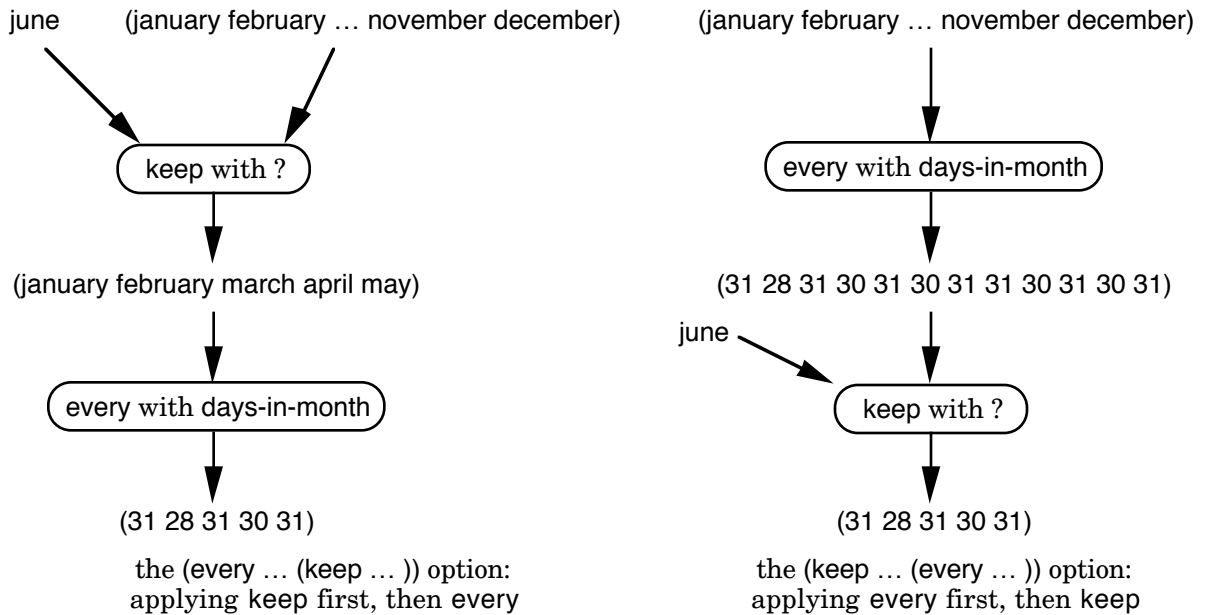 june (january february … november december)
keep with ?
(january february march april may)
every with days-in-month
(31 28 31 30 31)
the (every … (keep … )) option:
applying keep first, then every
(january february … november december)
every with days-in-month
(31 28 31 30 31 30 31 31 30 31 30 31)
june
keep with ?
(31 28 31 30 31)
the (keep … (every … )) option:
applying every first, then keep